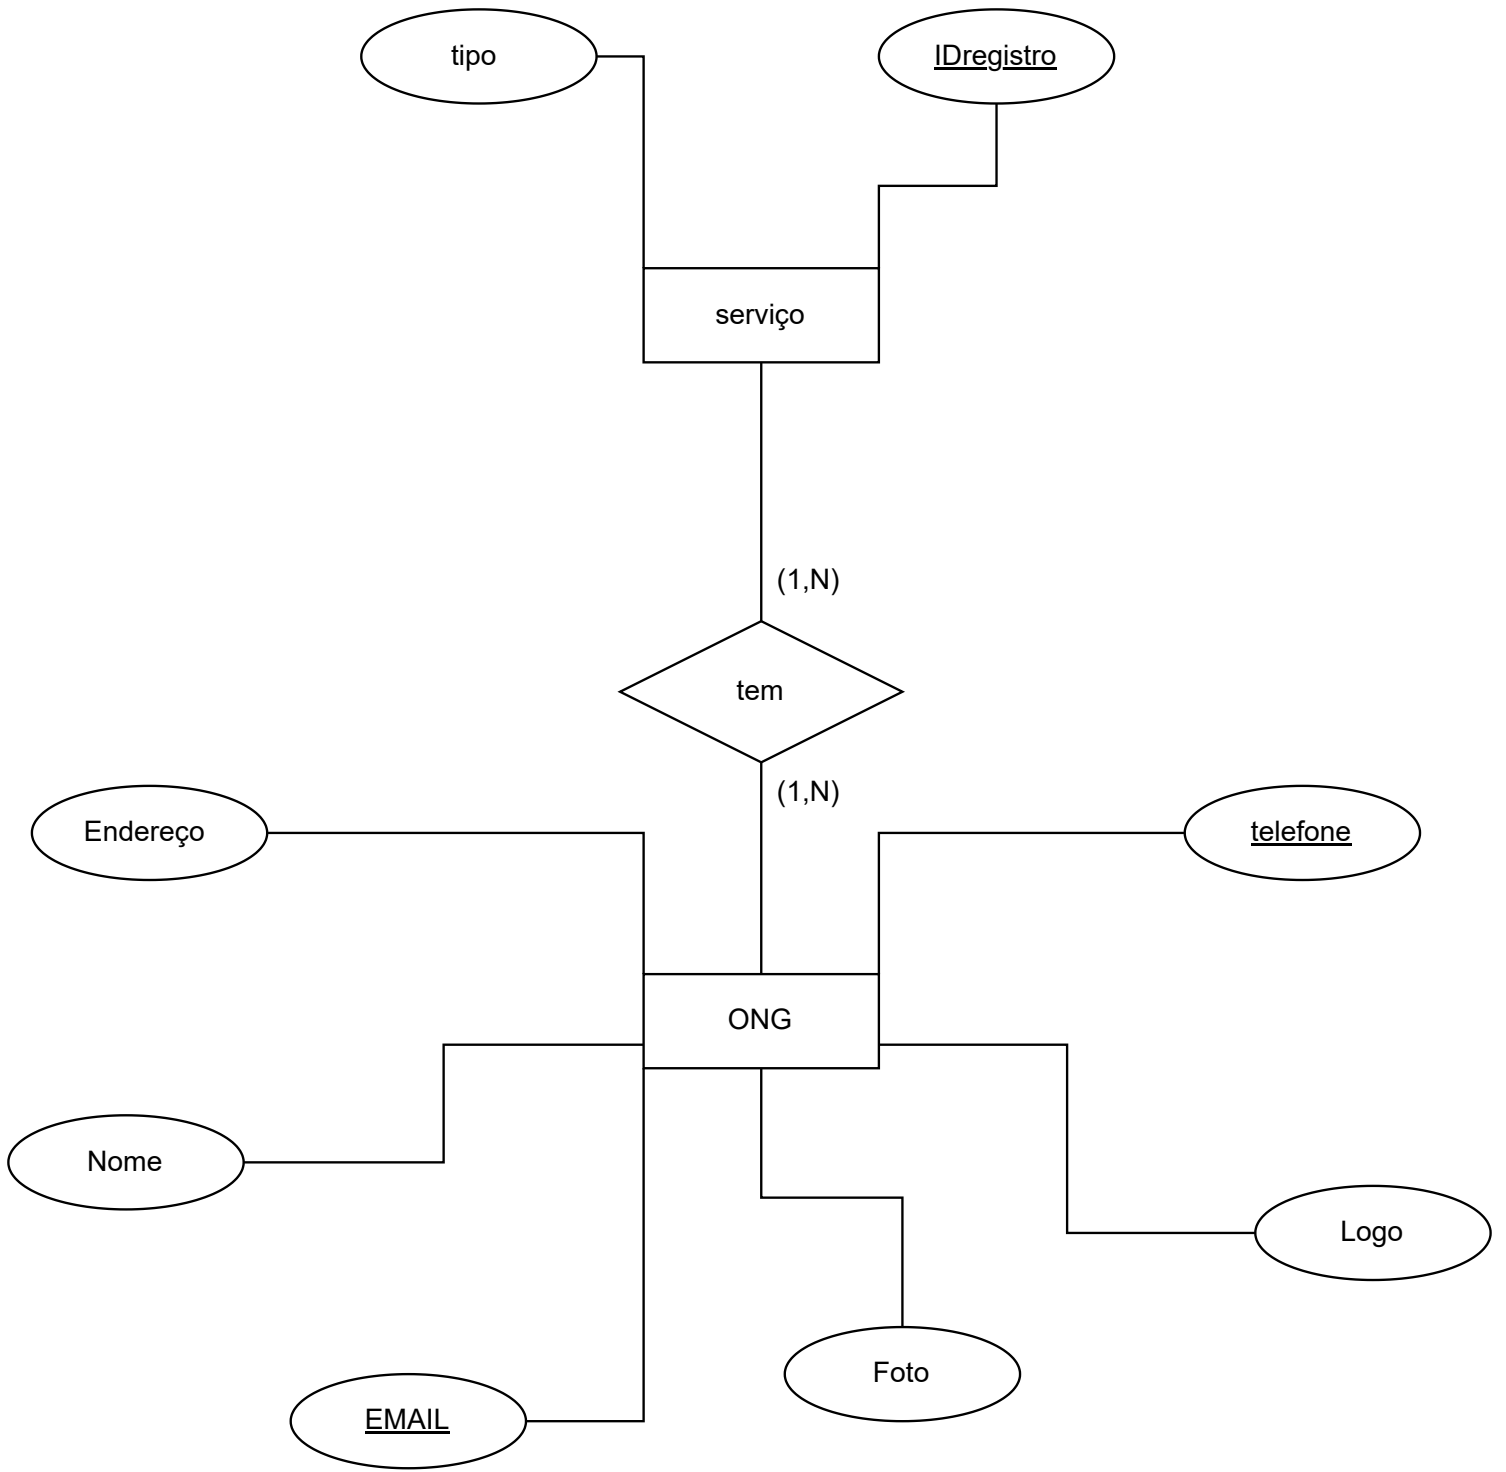 tipo
IDregistro
serviço
(1,N)
tem
(1,N)
Endereço
telefone
ONG
Nome
Logo
Foto
EMAIL